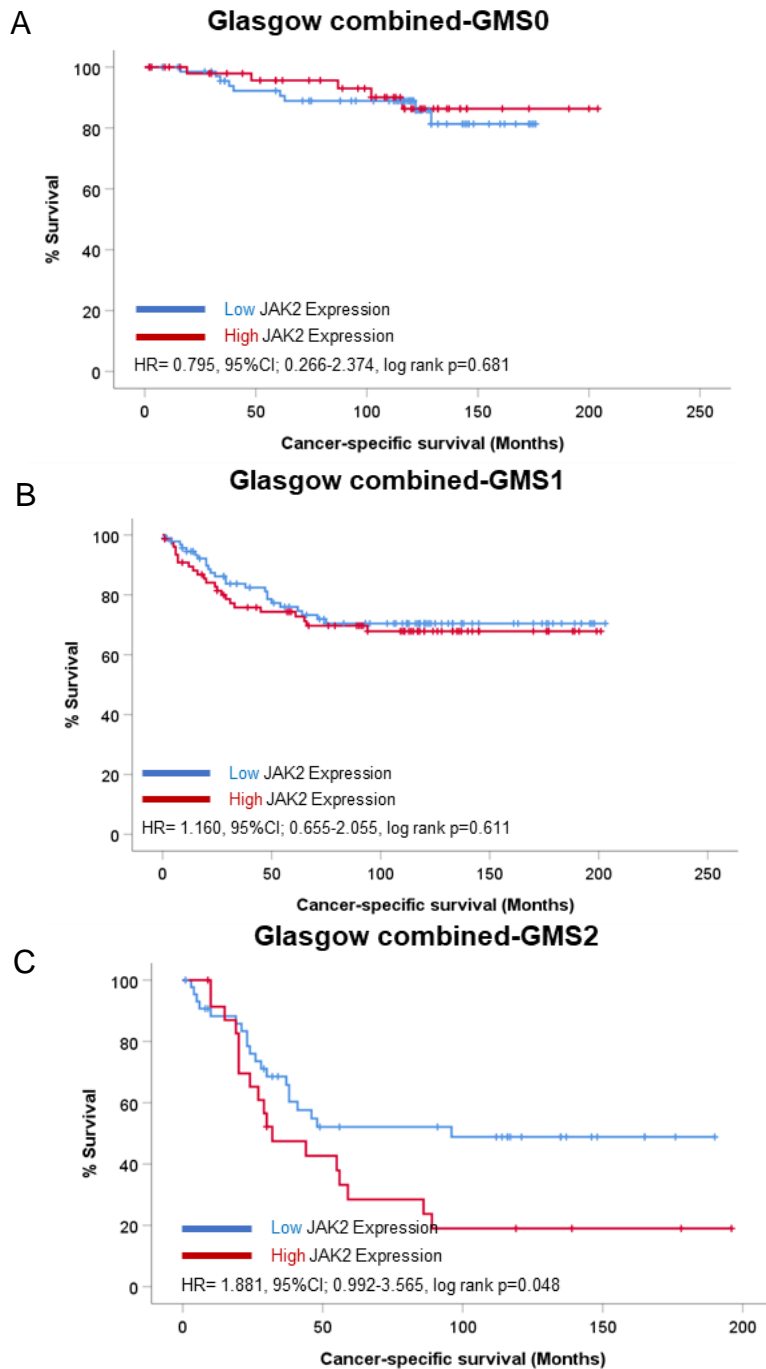 A
Glasgow combined-GMS0
100
80
60
40
20
0
% Survival
Low JAK2 Expression
High JAK2 Expression
HR= 0.795, 95%CI; 0.266-2.374, log rank p=0.681
0 50 100 150 200 250
Cancer-specific survival (Months)
B
Glasgow combined-GMS1
100
80
60
40
20
0
% Survival
Low JAK2 Expression
High JAK2 Expression
HR= 1.160, 95%CI; 0.655-2.055, log rank p=0.611
0 50 100 150 200 250
Cancer-specific survival (Months)
C
Glasgow combined-GMS2
100
80
60
40
20
0
% Survival
Low JAK2 Expression
High JAK2 Expression
HR= 1.881, 95%CI; 0.992-3.565, log rank p=0.048
0 50 100 150 200
Cancer-specific survival (Months)